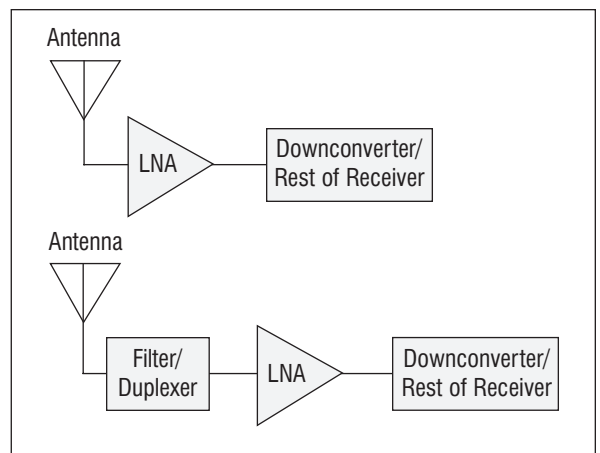 Antenna
LNA
Downconverter/
Rest of Receiver
Antenna
Filter/
Duplexer
LNA
Downconverter/
Rest of Receiver